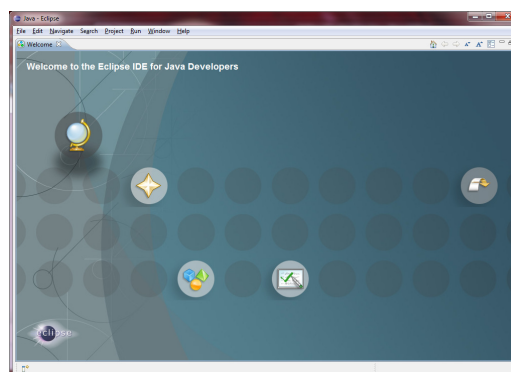 Java - Eclipse
File Edit Navigate Search Project Run Window Help
Welcome
Welcome to the Eclipse IDE for Java Developers
eclipse